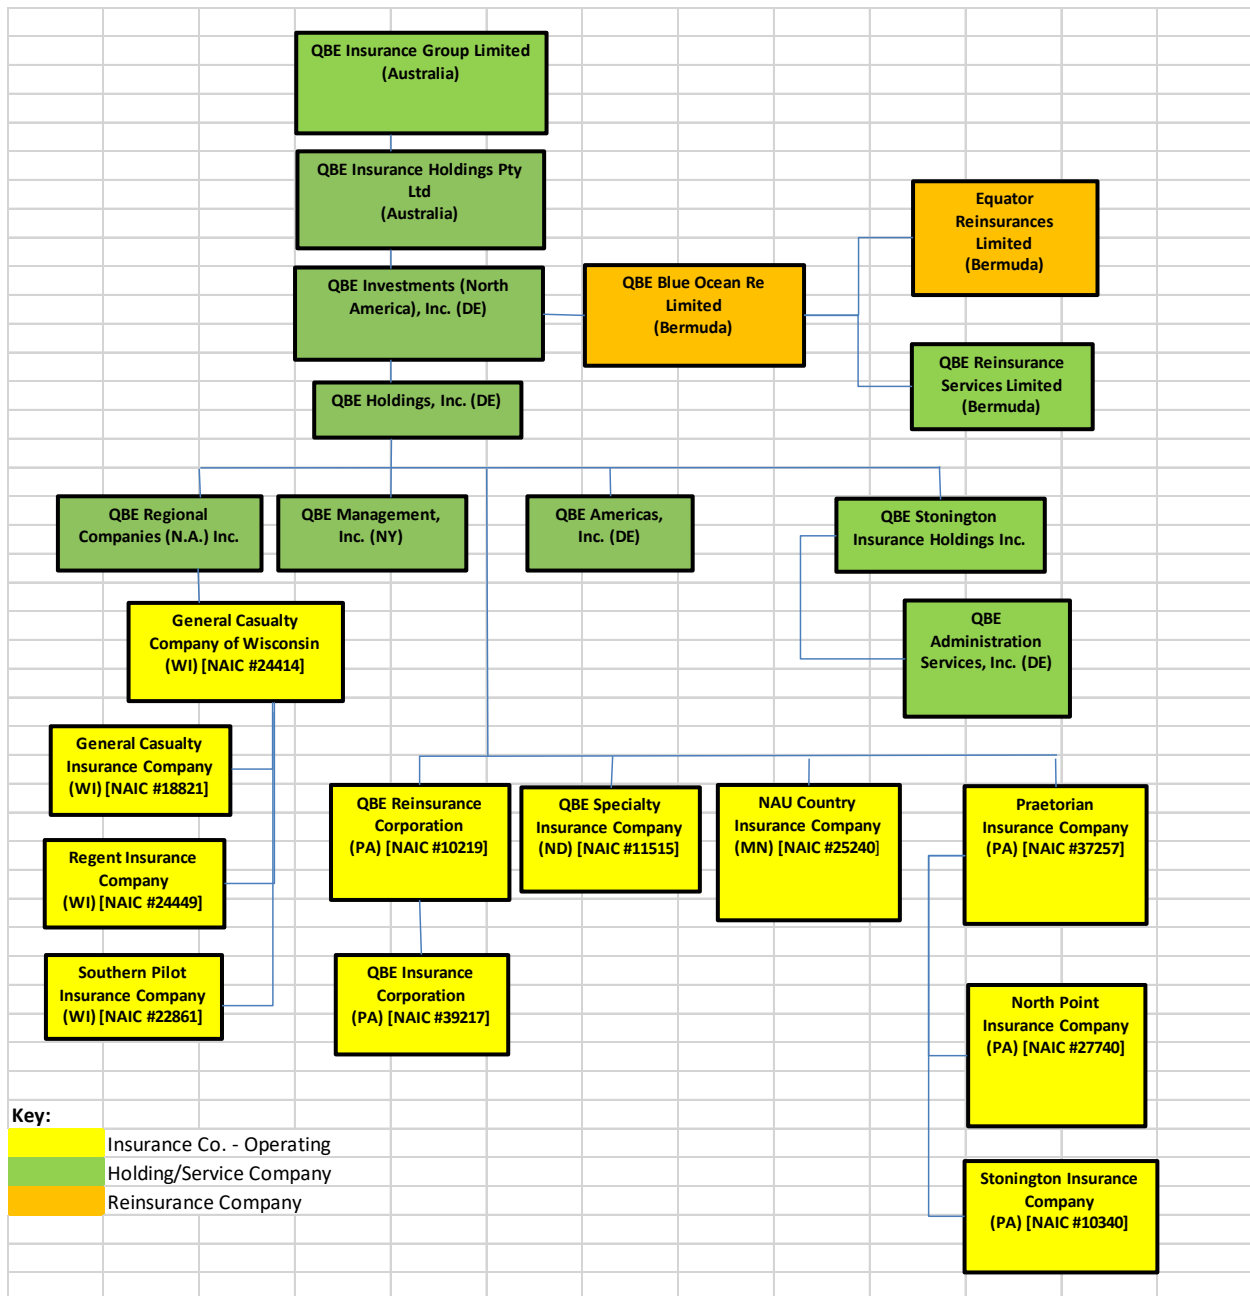 QBE Insurance Group Limited
(Australia)
QBE Insurance Holdings Pty
Ltd
(Australia)
Equator
Reinsurances
Limited
(Bermuda)
QBE Investments (North
America), Inc. (DE)
QBE Blue Ocean Re
Limited
(Bermuda)
QBE Reinsurance
Services Limited
(Bermuda)
QBE Holdings, Inc. (DE)
QBE Regional
Companies (N.A.) Inc.
QBE Management,
Inc. (NY)
QBE Americas,
Inc. (DE)
QBE Stonington
Insurance Holdings Inc.
General Casualty
Company of Wisconsin
(WI) [NAIC #24414]
QBE
Administration
Services, Inc. (DE)
General Casualty
Insurance Company
(WI) [NAIC #18821]
QBE Reinsurance
Corporation
(PA) [NAIC #10219]
QBE Specialty
Insurance Company
(ND) [NAIC #11515]
NAU Country
Insurance Company
(MN) [NAIC #25240]
Praetorian
Insurance Company
(PA) [NAIC #37257]
Regent Insurance
Company
(WI) [NAIC #24449]
Southern Pilot
Insurance Company
(WI) [NAIC #22861]
QBE Insurance
Corporation
(PA) [NAIC #39217]
North Point
Insurance Company
(PA) [NAIC #27740]
Stonington Insurance
Company
(PA) [NAIC #10340]
Key:
Insurance Co. - Operating
Holding/Service Company
Reinsurance Company